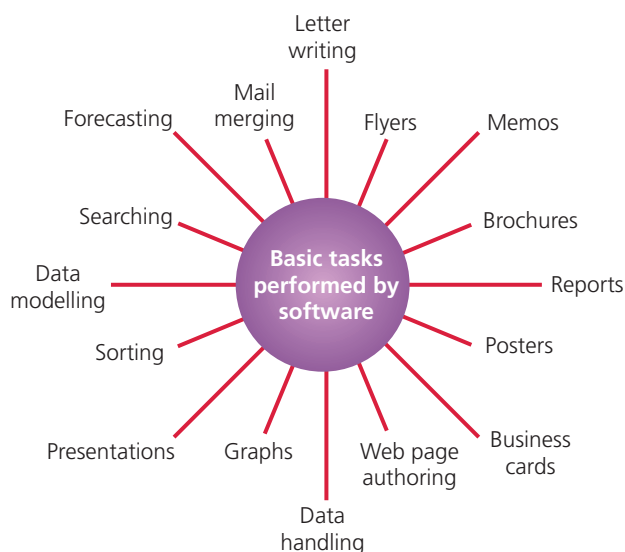 Letter
writing
Mail
merging
Flyers
Forecasting
Memos
Searching
Brochures
Basic tasks
performed by
software
Data
modelling
Reports
Sorting
Posters
Presentations
Graphs
Web page
authoring
Business
cards
Data
handling